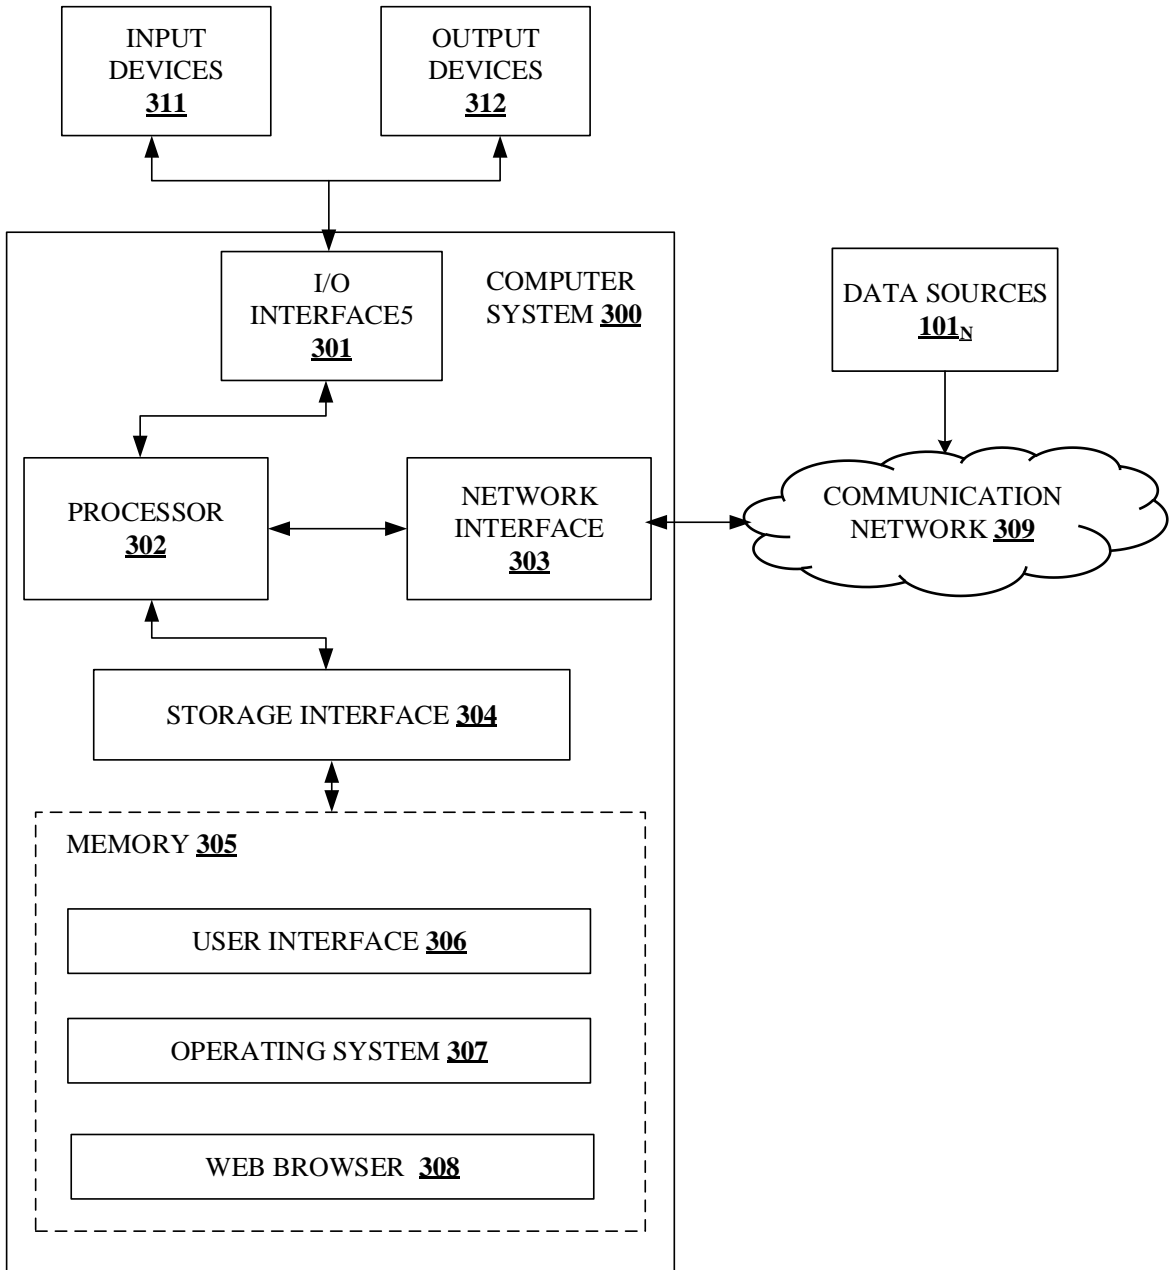 INPUT
DEVICES
311
OUTPUT
DEVICES
312
I/O
INTERFACE5
301
COMPUTER
SYSTEM 300
DATA SOURCES
101N
PROCESSOR
302
NETWORK
INTERFACE
303
COMMUNICATION
NETWORK 309
STORAGE INTERFACE 304
MEMORY 305
USER INTERFACE 306
OPERATING SYSTEM 307
WEB BROWSER 308